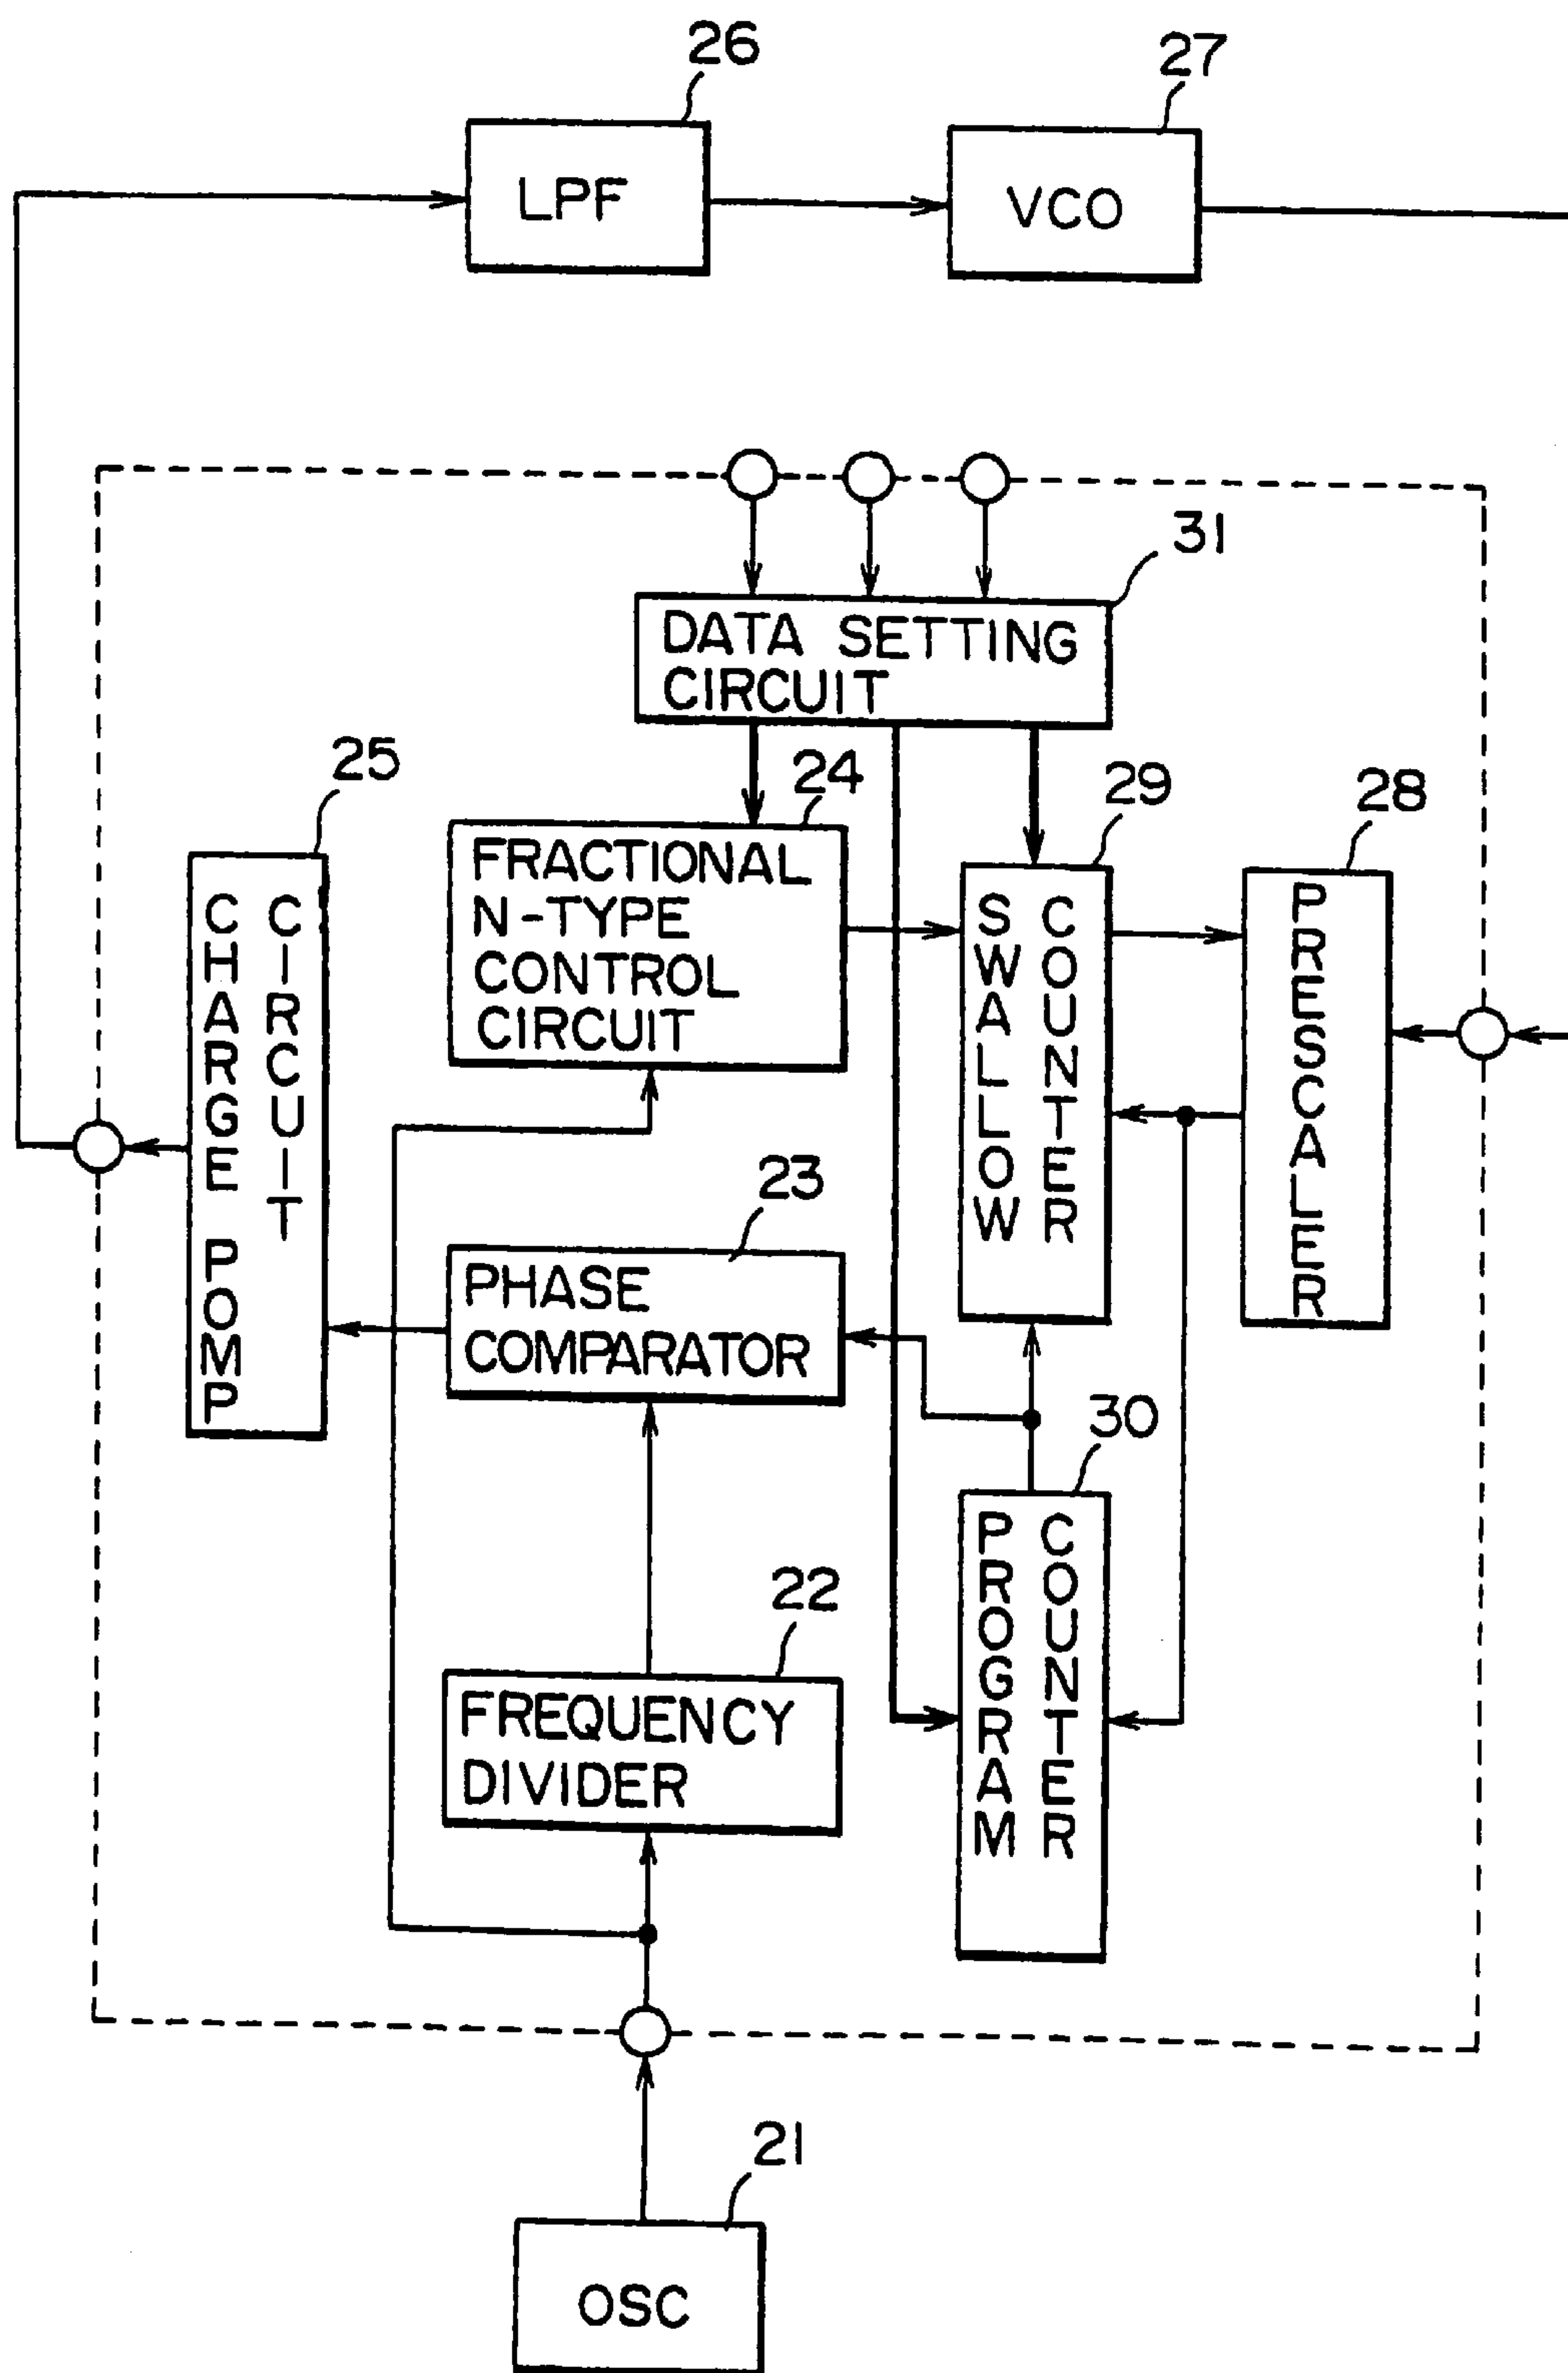 26
27
LPF
VCO
31
DATA SETTING
CIRCUIT
25
24
29
28
CHARGE POMP
CIRCUIT
FRACTIONAL
N-TYPE
CONTROL
CIRCUIT
SWALLOW
COUNTER
PRESCALER
23
PHASE
COMPARATOR
30
PROGRAM
COUNTER
22
FREQUENCY
DIVIDER
21
OSC